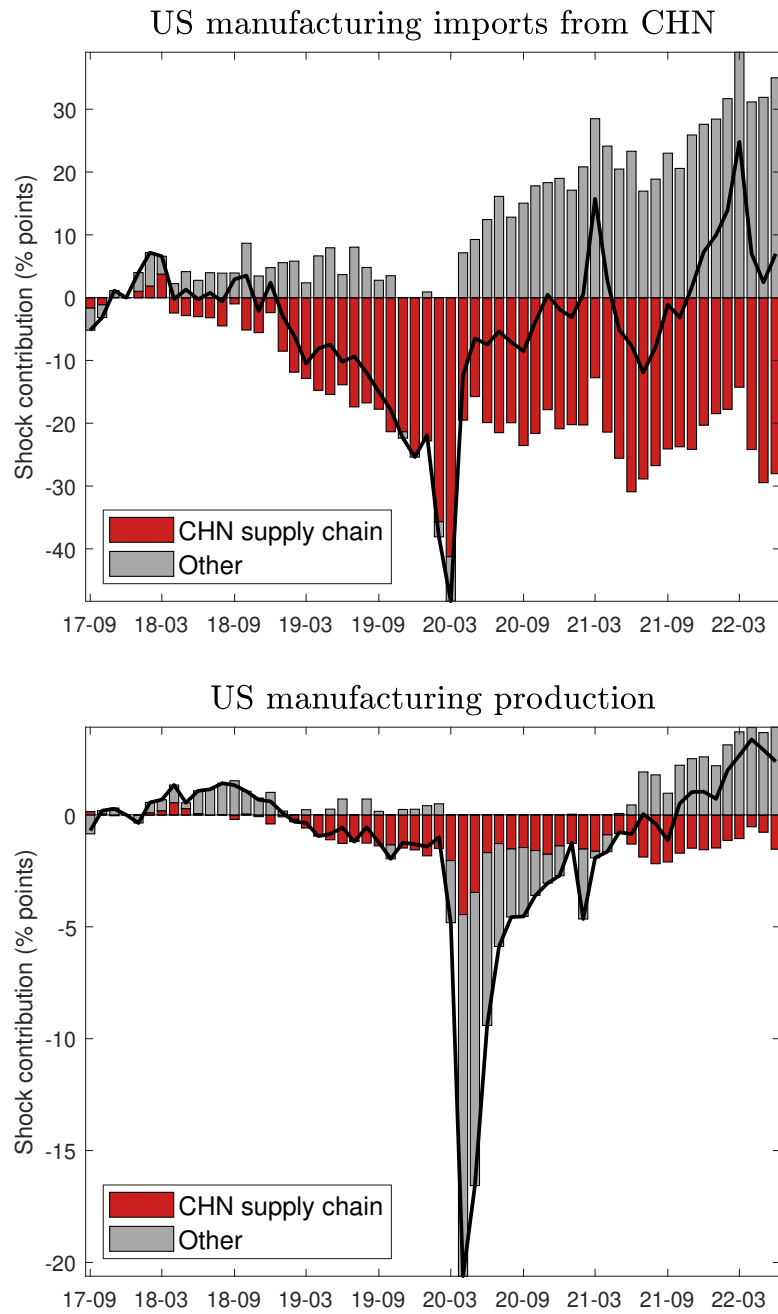 US manufacturing imports from CHN
Shock contribution (% points)
30
20
10
0
-10
-20
-30
-40
CHN supply chain
Other
17-09 18-03 18-09 19-03 19-09 20-03 20-09 21-03 21-09 22-03
US manufacturing production
Shock contribution (% points)
0
-5
-10
-15
-20
CHN supply chain
Other
17-09 18-03 18-09 19-03 19-09 20-03 20-09 21-03 21-09 22-03